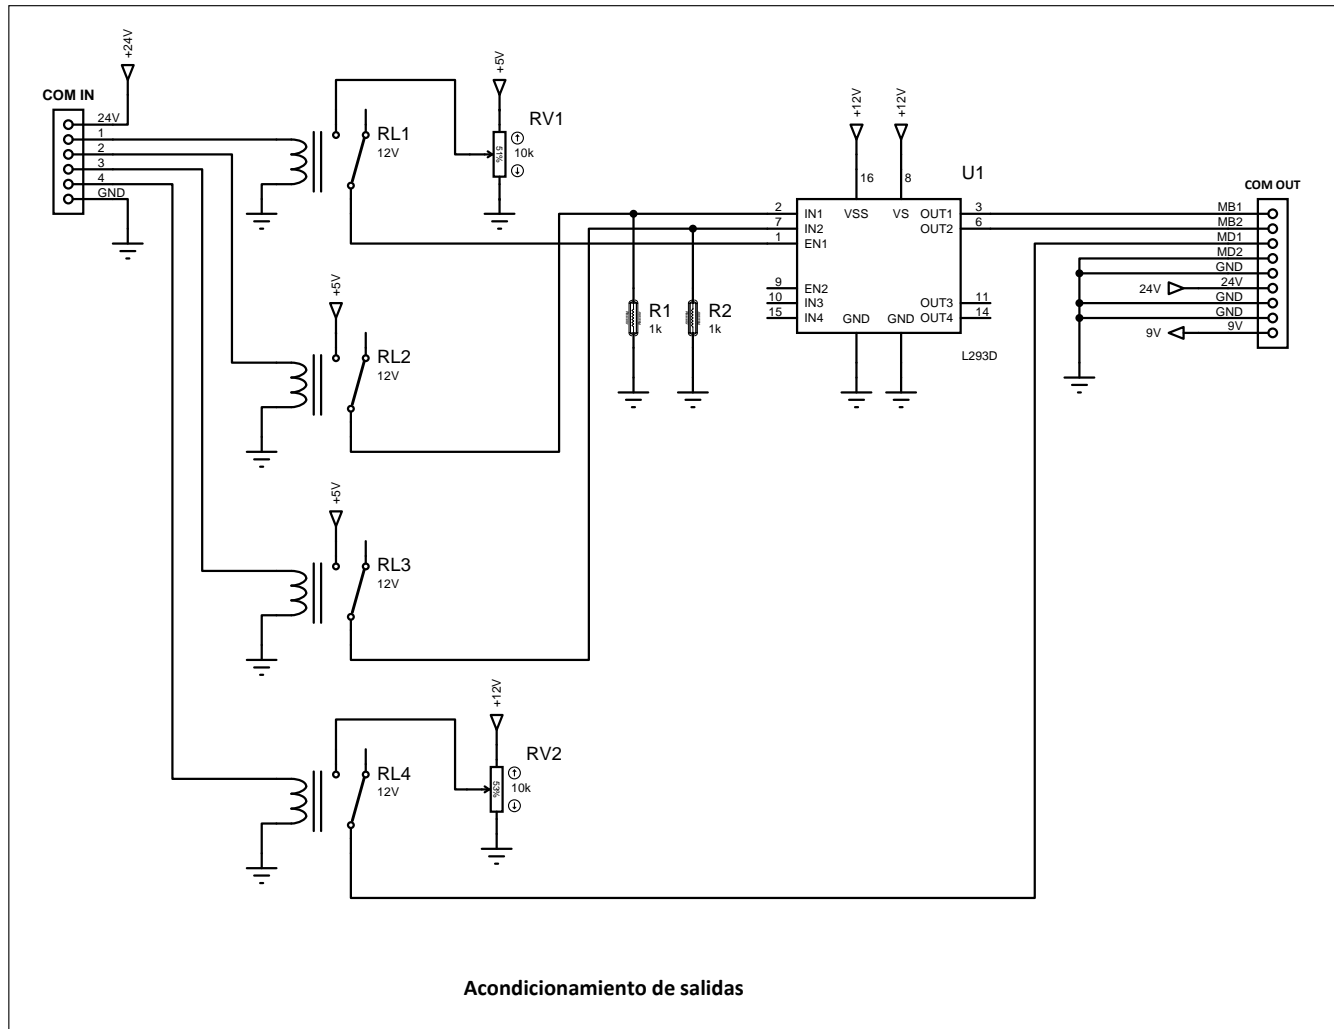 +24V
COM IN
24V
1
2
3
4
GND
RL1
12V
+5V
RV1
51%
10k
+5V
RL2
12V
+5V
RL3
12V
+12V
RV2
53%
10k
RL4
12V
R1
1k
R2
1k
+12V
+12V
16
8
U1
2
7
1
9
10
15
IN1
IN2
EN1
EN2
IN3
IN4
VSS
VS
OUT1
OUT2
OUT3
OUT4
GND
GND
3
6
11
14
L293D
COM OUT
MB1
MB2
MD1
MD2
GND
24V
24V
GND
GND
9V
9V
Acondicionamiento de salidas